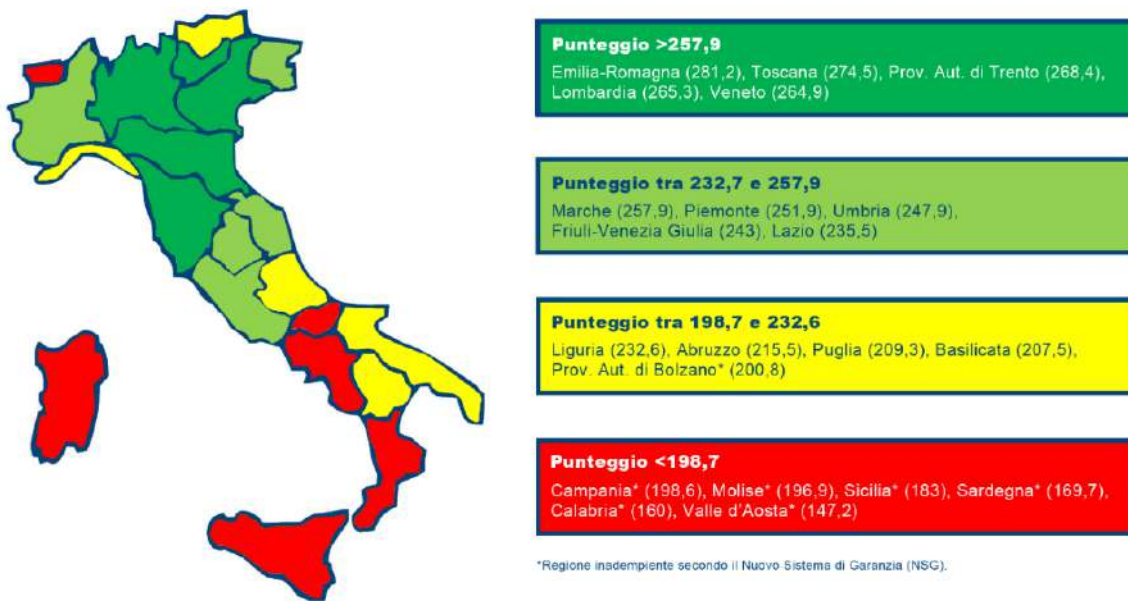 Punteggio >257,9
Emilia-Romagna (281,2), Toscana (274,5), Prov. Aut. di Trento (268,4),
Lombardia (265,3), Veneto (264,9)
Punteggio tra 232,7 e 257,9
Marche (257,9), Piemonte (251,9), Umbria (247,9),
Friuli-Venezia Giulia (243), Lazio (235,5)
Punteggio tra 198,7 e 232,6
Liguria (232,6), Abruzzo (215,5), Puglia (209,3), Basilicata (207,5),
Prov. Aut. di Bolzano* (200,8)
Punteggio <198,7
Campania* (198,6), Molise* (196,9), Sicilia* (183), Sardegna* (169,7),
Calabria* (160), Valle d'Aosta* (147,2)
*Regione inadempiente secondo il Nuovo Sistema di Garanzia (NSG).